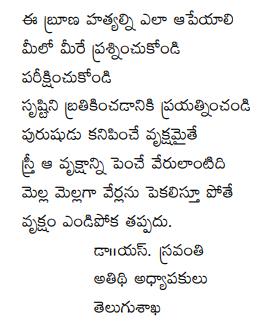 ఈ భ్రూణ హత్యల్ని ఎలా ఆపేయాలి
మీలో మీరే ప్రశ్నించుకోండి
పరీక్షించుకోండి
సృష్టిని బ్రతికించడానికి ప్రయత్నించండి
పురుషుడు కనిపించే వృక్షమైతే
స్త్రీ ఆ వృక్షాన్ని పెంచే వేరులాంటిది
మెల్ల మెల్లగా వేర్లను పెకలిస్తూ పోతే
వృక్షం ఎండిపోక తప్పదు.
డా॥యస్. స్రవంతి
అతిథి అధ్యాపకులు
తెలుగుశాఖ